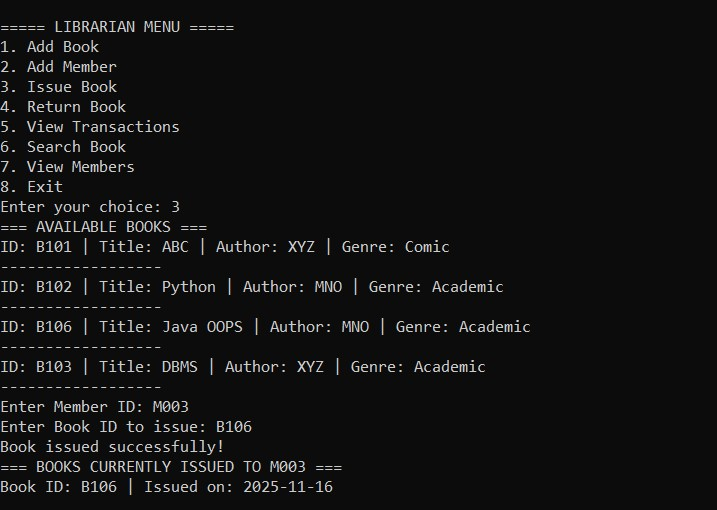 ===== LIBRARIAN MENU =====
1. Add Book
2. Add Member
3. Issue Book
4. Return Book
5. View Transactions
6. Search Book
7. View Members
8. Exit
Enter your choice: 3
=== AVAILABLE BOOKS ===
ID: B101 | Title: ABC | Author: XYZ | Genre: Comic
------------------
ID: B102 | Title: Python | Author: MNO | Genre: Academic
------------------
ID: B106 | Title: Java OOPS | Author: MNO | Genre: Academic
------------------
ID: B103 | Title: DBMS | Author: XYZ | Genre: Academic
------------------
Enter Member ID: M003
Enter Book ID to issue: B106
Book issued successfully!
=== BOOKS CURRENTLY ISSUED TO M003 ===
Book ID: B106 | Issued on: 2025-11-16